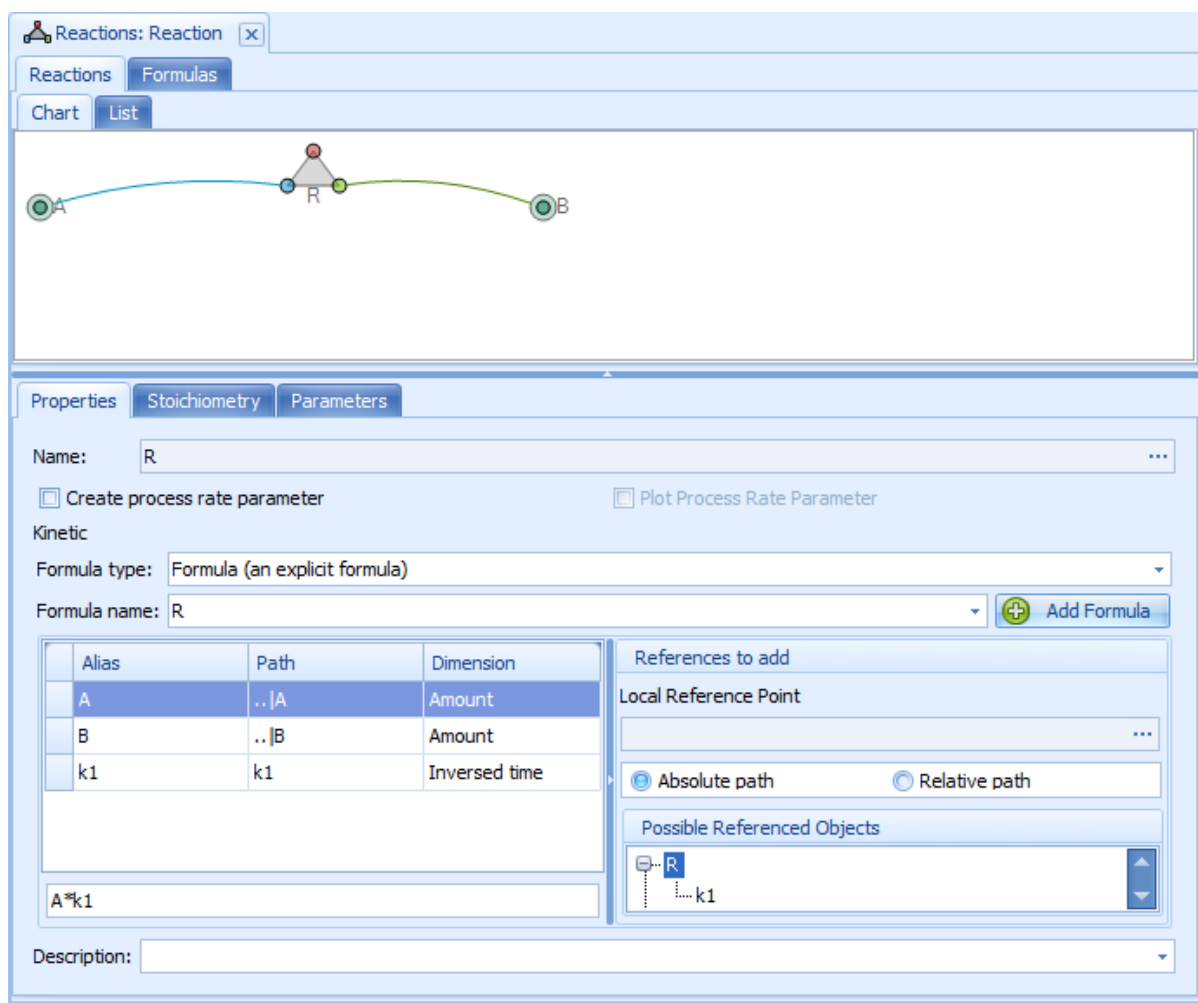 Reactions: Reaction
Reactions Formulas
Chart List
A R B
Properties Stoichiometry Parameters
Name: R ...
Create process rate parameter Plot Process Rate Parameter
Kinetic
Formula type: Formula (an explicit formula)
Formula name: R Add Formula
Alias Path Dimension References to add
A ..|A Amount Local Reference Point
B ..|B Amount ...
k1 k1 Inversed time Absolute path Relative path
Possible Referenced Objects
R
A*k1 k1
Description: